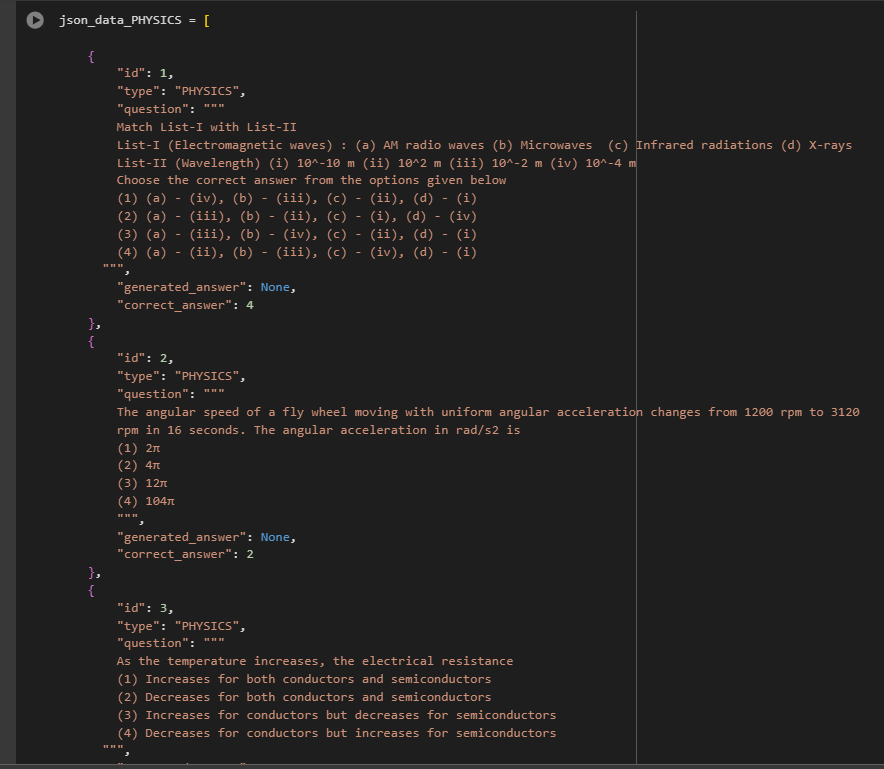 json_data_PHYSICS = [
{
"id": 1,
"type": "PHYSICS",
"question": """
Match List-I with List-II
List-I (Electromagnetic waves) : (a) AM radio waves (b) Microwaves  (c) Infrared radiations (d) X-rays
List-II (Wavelength) (i) 10^-10 m (ii) 10^2 m (iii) 10^-2 m (iv) 10^-4 m
Choose the correct answer from the options given below
(1) (a) - (iv), (b) - (iii), (c) - (ii), (d) - (i)
(2) (a) - (iii), (b) - (ii), (c) - (i), (d) - (iv)
(3) (a) - (iii), (b) - (iv), (c) - (ii), (d) - (i)
(4) (a) - (ii), (b) - (iii), (c) - (iv), (d) - (i)
""",
"generated_answer": None,
"correct_answer": 4
},
{
"id": 2,
"type": "PHYSICS",
"question": """
The angular speed of a fly wheel moving with uniform angular acceleration changes from 1200 rpm to 3120
rpm in 16 seconds. The angular acceleration in rad/s2 is
(1) 2π
(2) 4π
(3) 12π
(4) 104π
""",
"generated_answer": None,
"correct_answer": 2
},
{
"id": 3,
"type": "PHYSICS",
"question": """
As the temperature increases, the electrical resistance
(1) Increases for both conductors and semiconductors
(2) Decreases for both conductors and semiconductors
(3) Increases for conductors but decreases for semiconductors
(4) Decreases for conductors but increases for semiconductors
""",